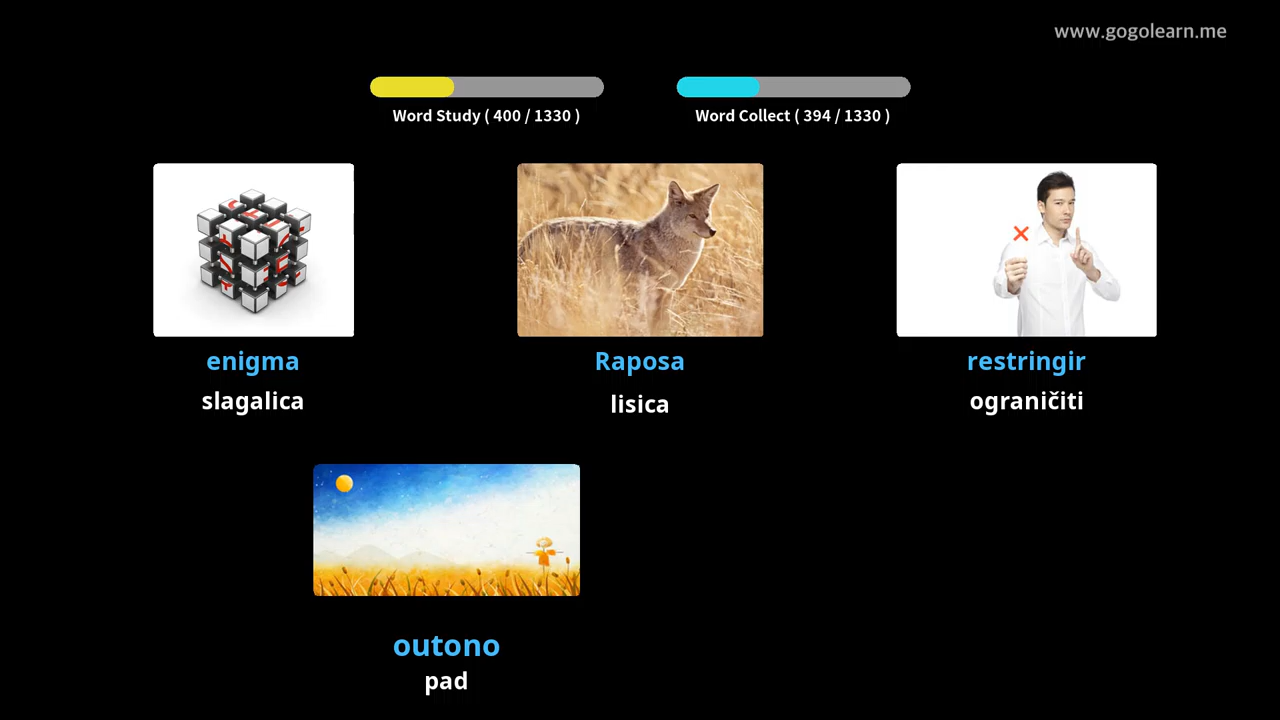 www.gogolearn.me
Word Study ( 400 / 1330 )
Word Collect ( 394 / 1330 )
enigma
slagalica
Raposa
lisica
restringir
ograničiti
outono
pad